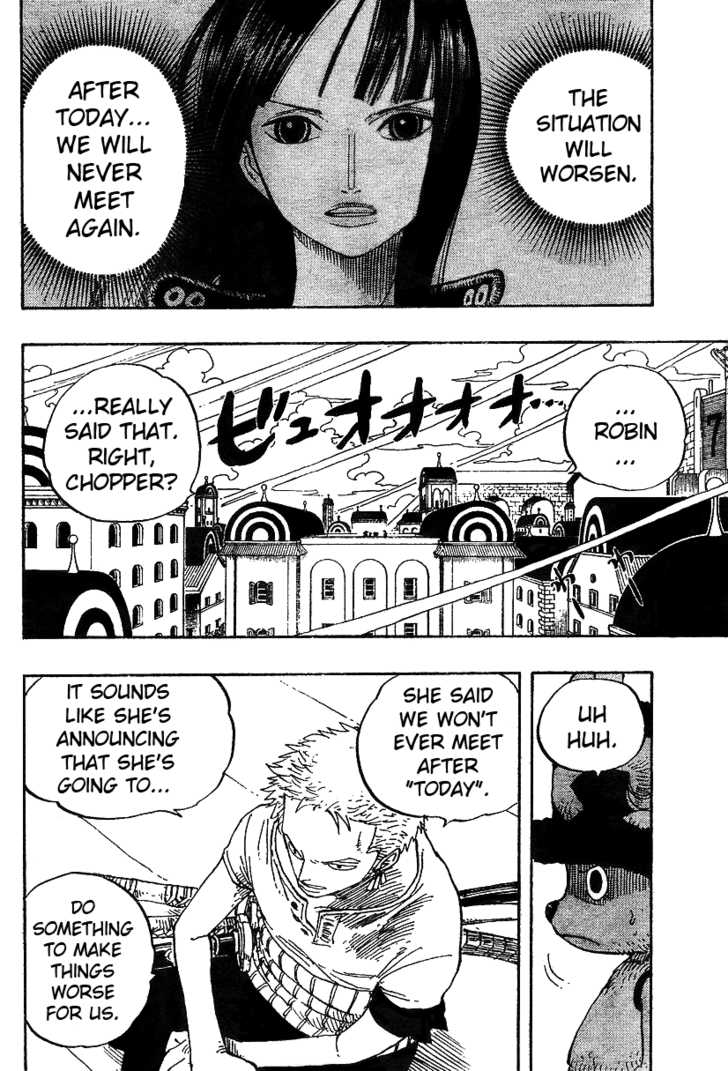 THE
SITUATION
WILL
WORSEN.
AFTER
TODAY...
WE WILL
NEVER
MEET
AGAIN.
...
ROBIN
...
ビュオオオオオ...
7
...REALLY
SAID THAT.
RIGHT,
CHOPPER?
UH
HUH.
SHE SAID
WE WON'T
EVER MEET
AFTER
"TODAY".
IT SOUNDS
LIKE SHE'S
ANNOUNCING
THAT SHE'S
GOING TO...
DO
SOMETHING
TO MAKE
THINGS
WORSE
FOR US.